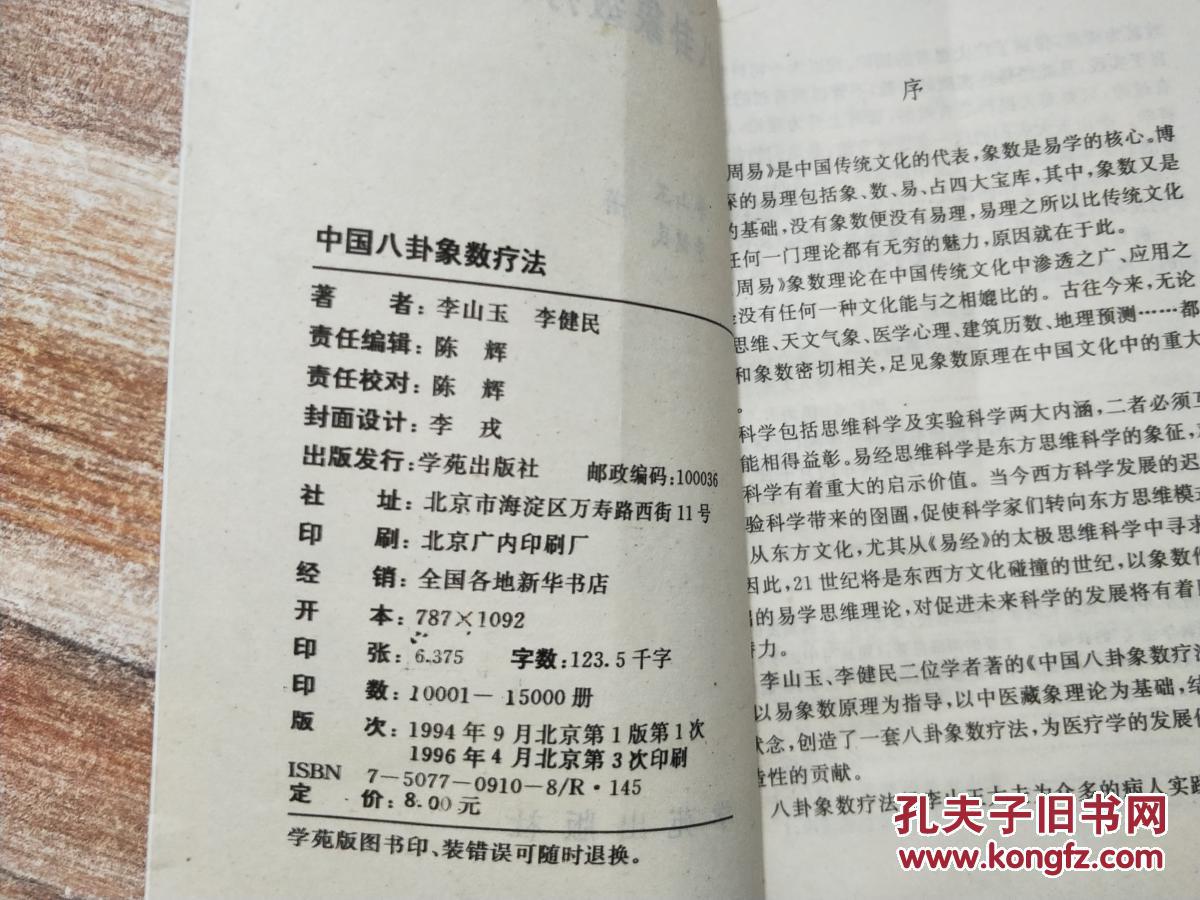 中国八卦象数疗法
著 者：李山玉 李健民
责任编辑：陈 辉
责任校对：陈 辉
封面设计：李 戎
出版发行：学苑出版社 邮政编码：100036
社 址：北京市海淀区万寿路西街11号
印 刷：北京广内印刷厂
经 销：全国各地新华书店
开 本：787×1092
印 张：6.375 字数：123.5千字
印 数：10001—15000册
版 次：1994年9月北京第1版第1次
1996年4月北京第3次印刷
ISBN 7—5077—0910—8/R·145
定 价：8.00元
学苑版图书印、装错误可随时退换。
序
周易》是中国传统文化的代表，象数是易学的核心。博
的易理包括象、数、易、占四大宝库，其中，象数又是
的基础，没有象数便没有易理，易理之所以比传统文化
任何一门理论都有无穷的魅力，原因就在于此。
周易》象数理论在中国传统文化中渗透之广、应用之
没有任何一种文化能与之相媲比的。古往今来，无论
思维、天文气象、医学心理、建筑历数、地理预测……都
和象数密切相关，足见象数原理在中国文化中的重大
。
科学包括思维科学及实验科学两大内涵，二者必须
能相得益彰。易经思维科学是东方思维科学的象征，
科学有着重大的启示价值。当今西方科学发展的迟
验科学带来的图圄，促使科学家们转向东方思维模式
从东方文化，尤其从《易经》的太极思维科学中寻求
因此，21世纪将是东西方文化碰撞的世纪，以象数
的易学思维理论，对促进未来科学的发展将有着
力。
李山玉、李健民二位学者著的《中国八卦象数疗法
以易象数原理为指导，以中医藏象理论为基础，结
念，创造了一套八卦象数疗法，为医疗学的发展
造性的贡献。
八卦象数疗法 李山玉大夫为众多的病人实践
孔夫子旧书网
www.kongfz.com